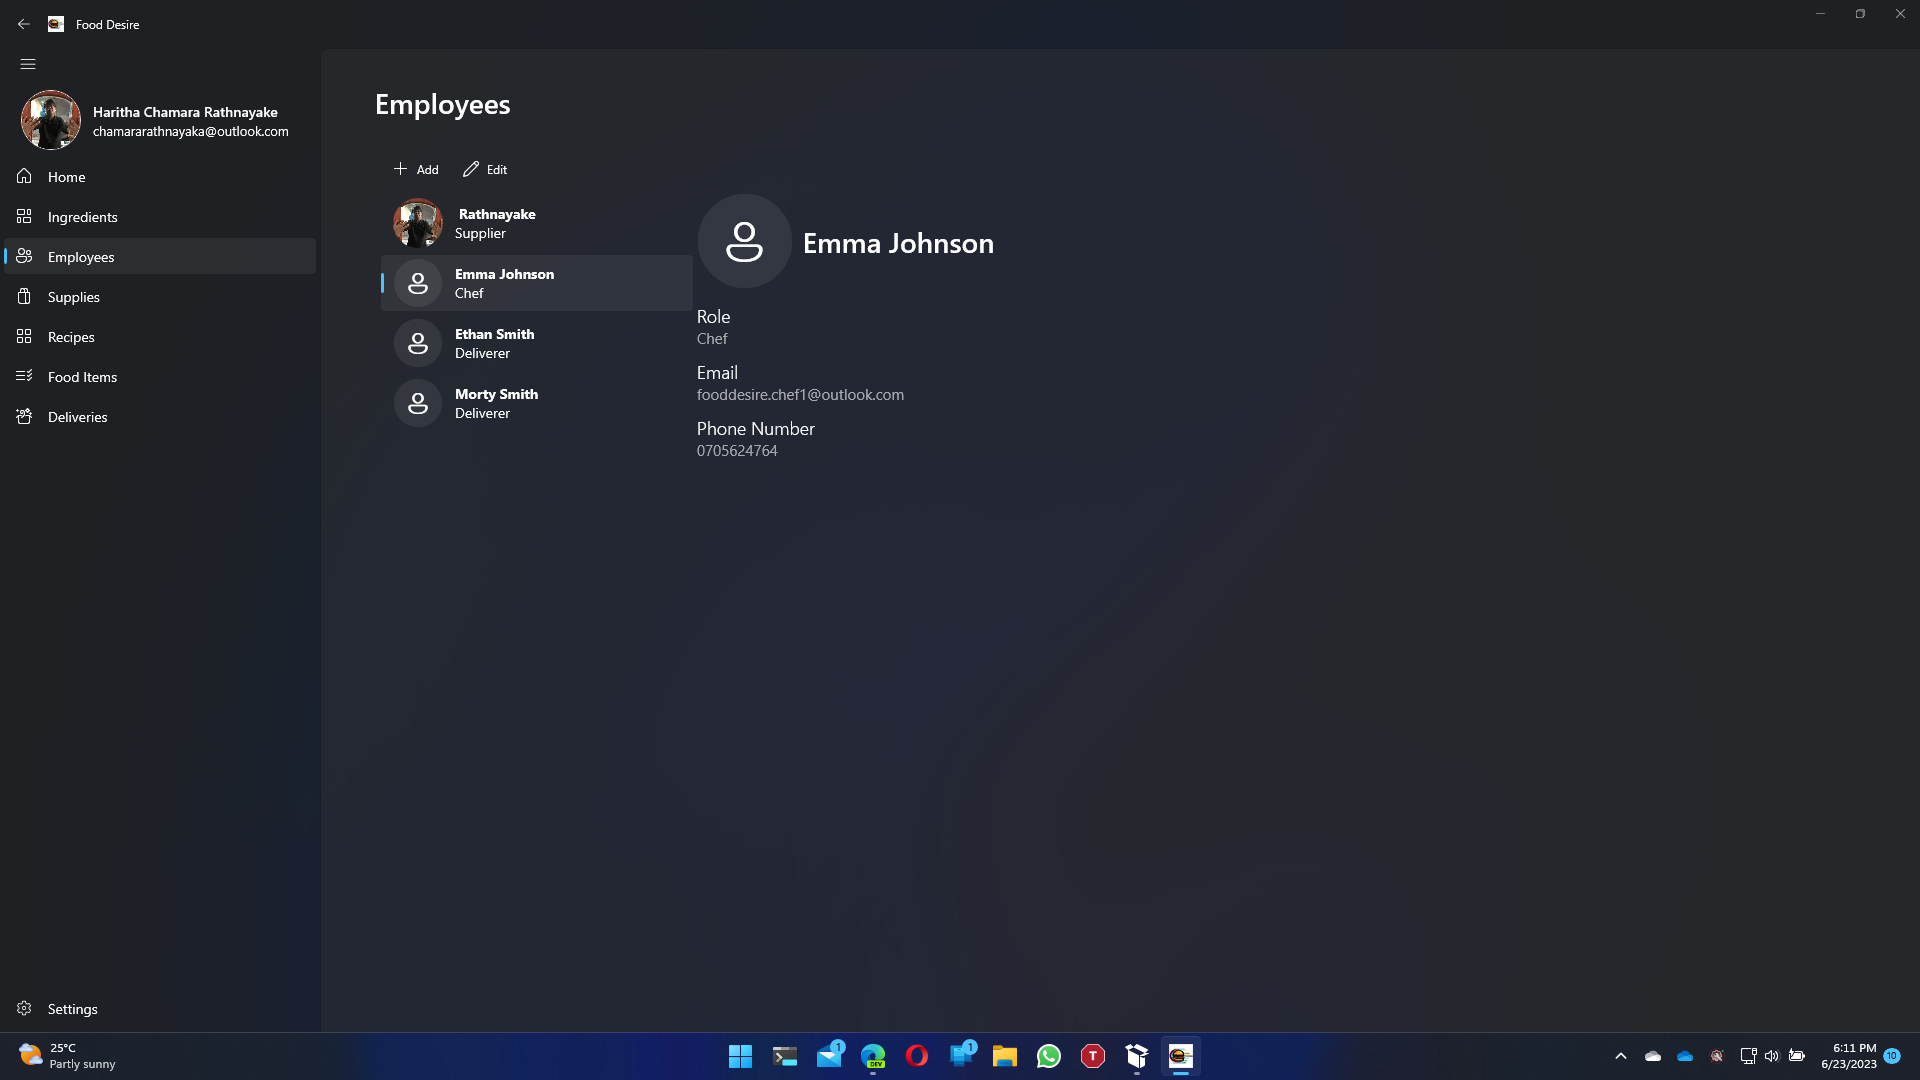 Food Desire
Haritha Chamara Rathnayake
chamararathnayaka@outlook.com
Home
Ingredients
Employees
Supplies
Recipes
Food Items
Deliveries
Settings
Employees
Add
Edit
Rathnayake
Supplier
Emma Johnson
Chef
Ethan Smith
Deliverer
Morty Smith
Deliverer
Emma Johnson
Role
Chef
Email
fooddesire.chef1@outlook.com
Phone Number
0705624764
25°C
Partly sunny
1
DEV
1
T
6:11 PM
6/23/2023
10